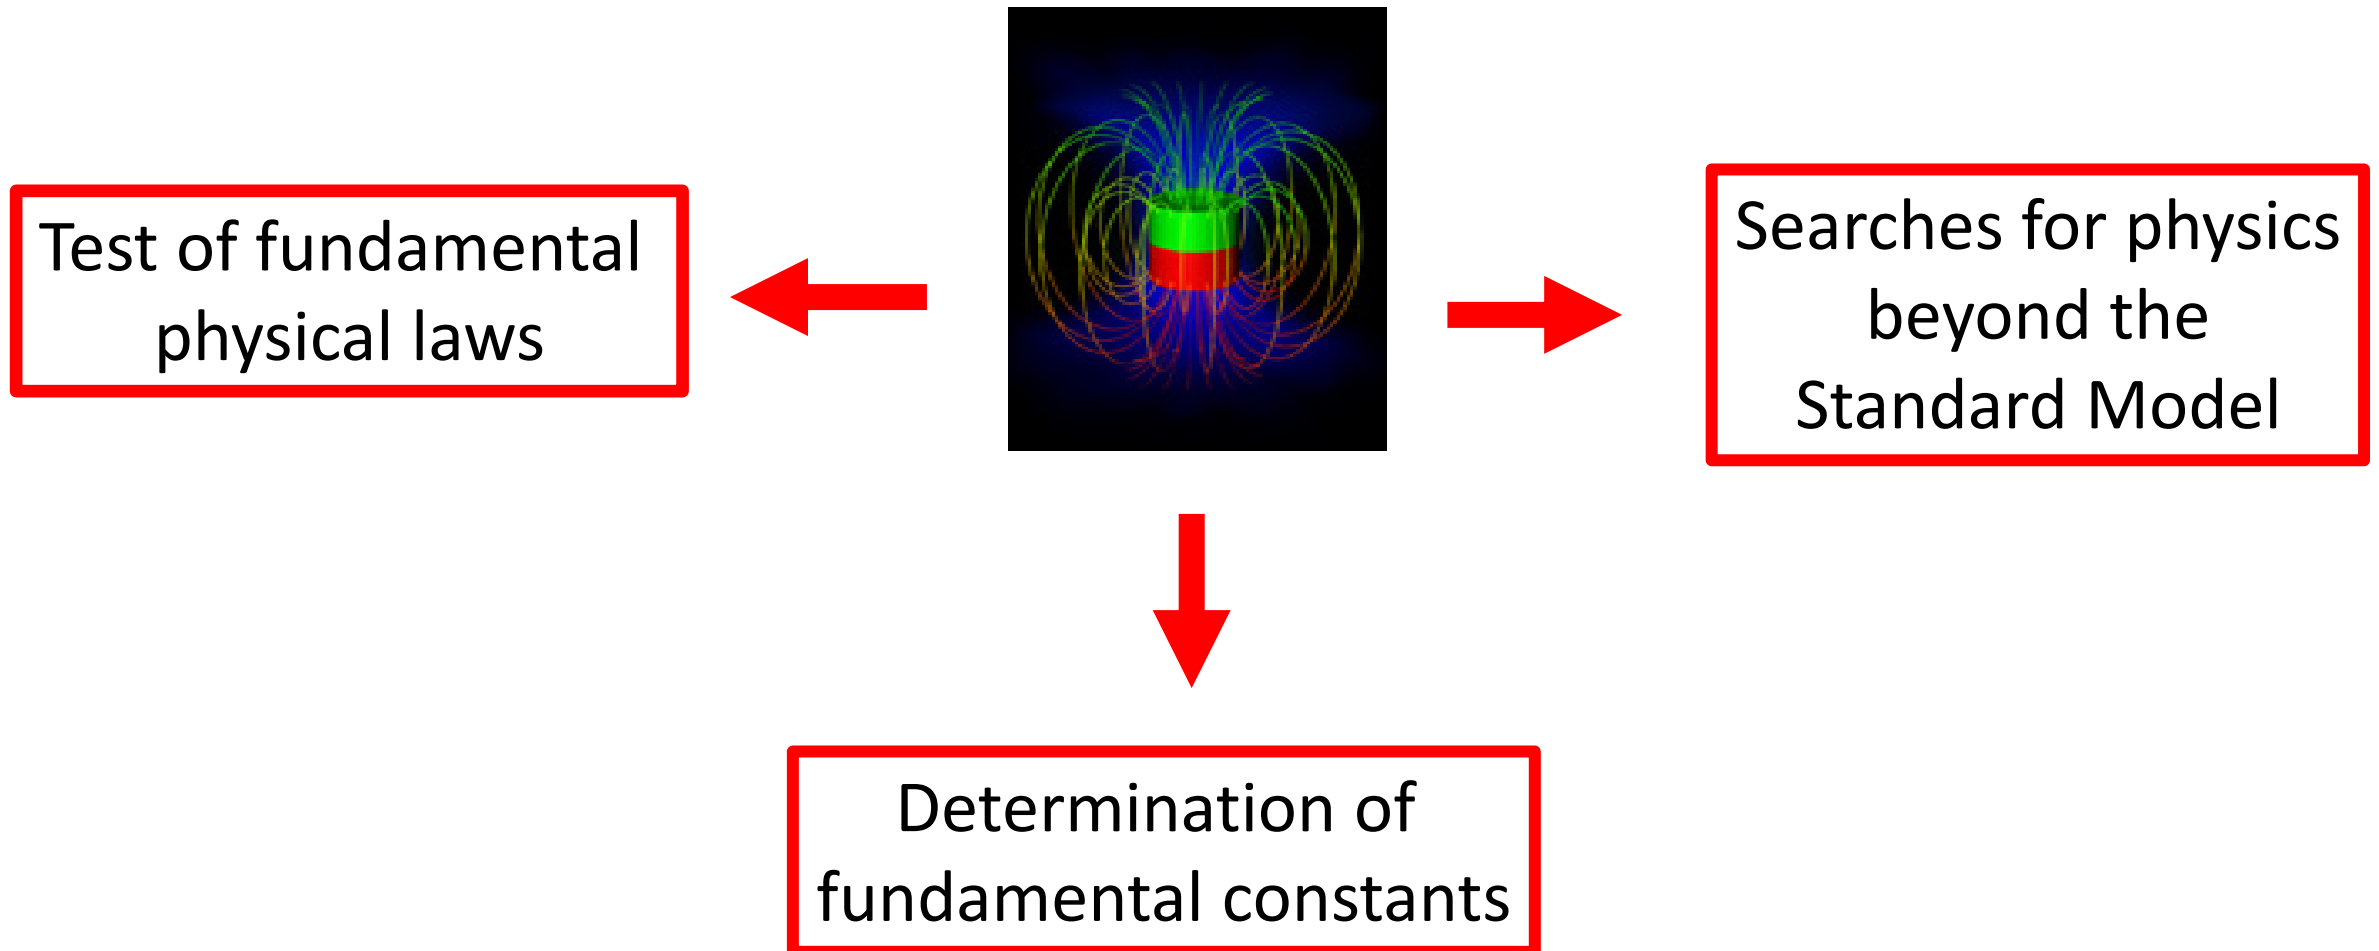 Test of fundamental
physical laws
Searches for physics
beyond the
Standard Model
Determination of
fundamental constants